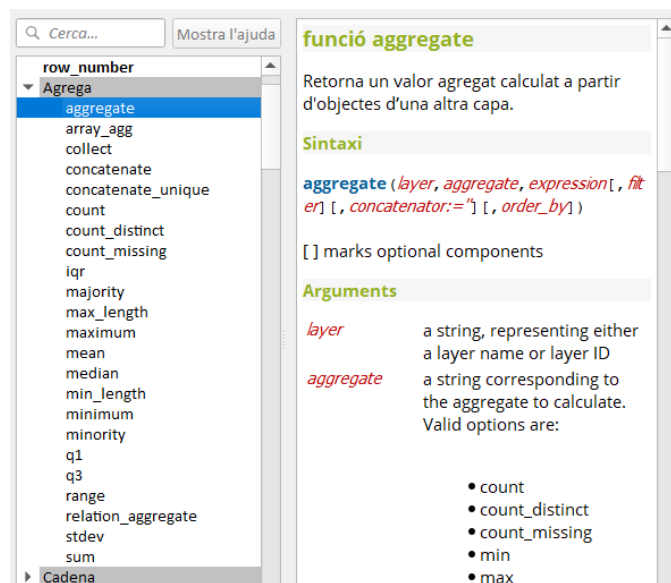 Cerca...
Mostra l'ajuda
row_number
Agrega
aggregate
array_agg
collect
concatenate
concatenate_unique
count
count_distinct
count_missing
iqr
majority
max_length
maximum
mean
median
min_length
minimum
minority
q1
q3
range
relation_aggregate
stdev
sum
Cadena
funció aggregate
Retorna un valor agregat calculat a partir
d'objectes d’una altra capa.
Sintaxi
aggregate(layer,aggregate,expression[,filt
er][,concatenator:=''][,order_by])
[ ] marks optional components
Arguments
layer a string, representing either
a layer name or layer ID
aggregate a string corresponding to
the aggregate to calculate.
Valid options are:
• count
• count_distinct
• count_missing
• min
• max